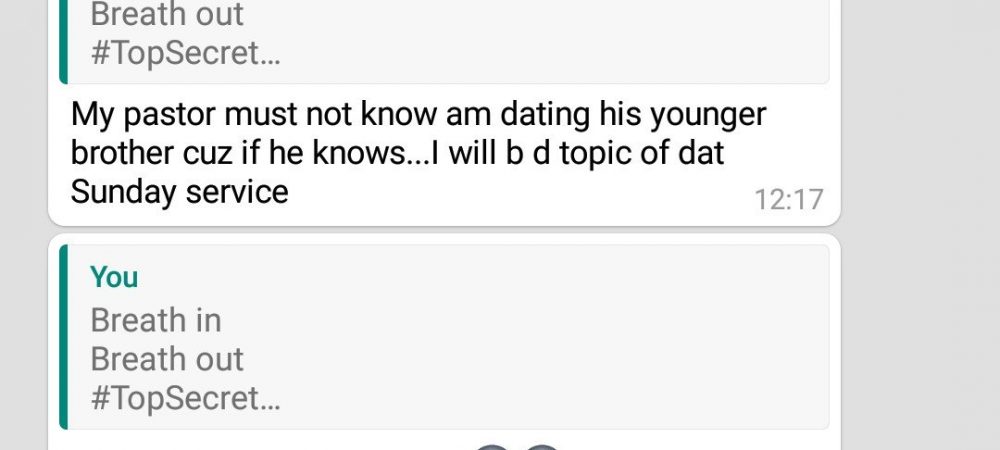 Breath out
#TopSecret...
My pastor must not know am dating his younger
brother cuz if he knows...I will b d topic of dat
Sunday service
12:17
You
Breath in
Breath out
#TopSecret...